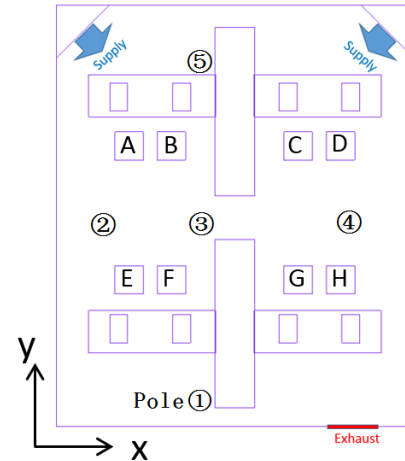 Supply
Supply
⑤
A B C D
② ③ ④
E F G H
Pole①
y
x
Exhaust